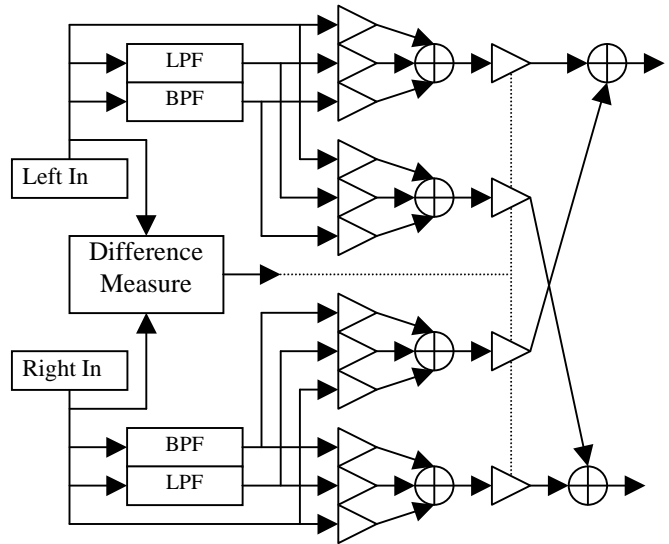 LPF
BPF
Left In
Difference
Measure
Right In
BPF
LPF